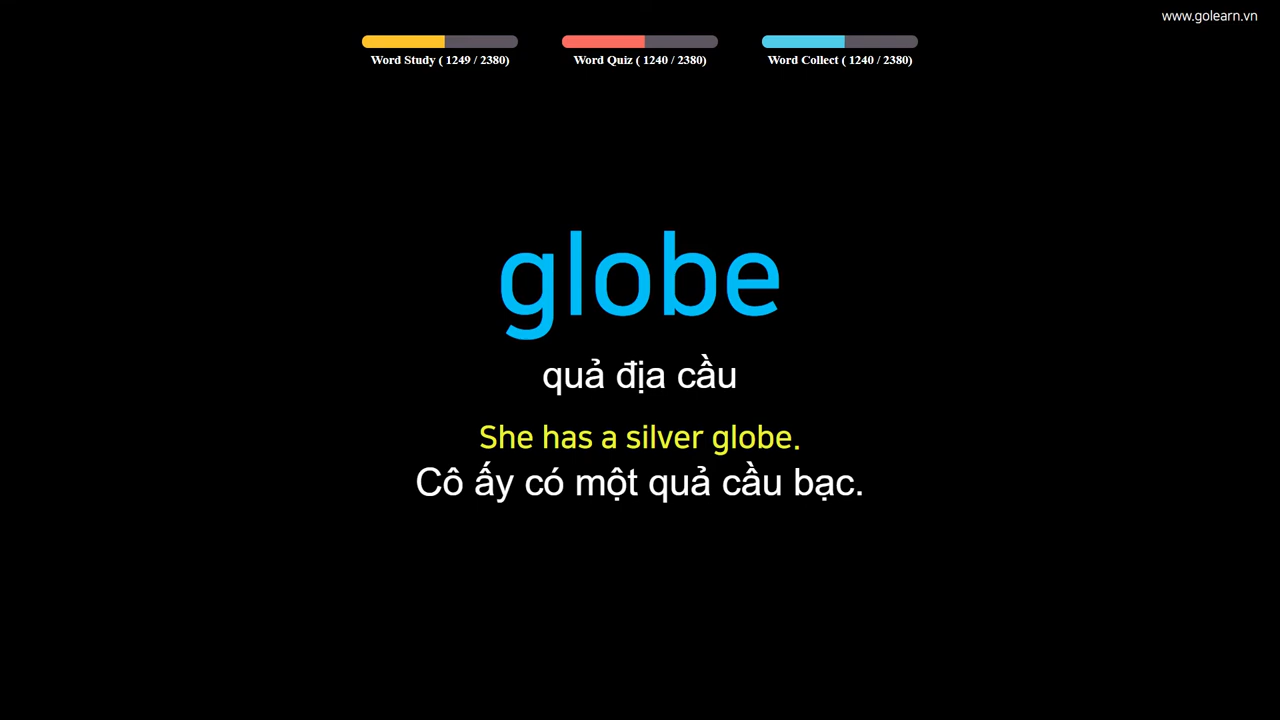 www.golearn.vn
Word Study ( 1249 / 2380)
Word Quiz ( 1240 / 2380)
Word Collect ( 1240 / 2380)
globe
quả địa cầu
She has a silver globe.
Cô ấy có một quả cầu bạc.